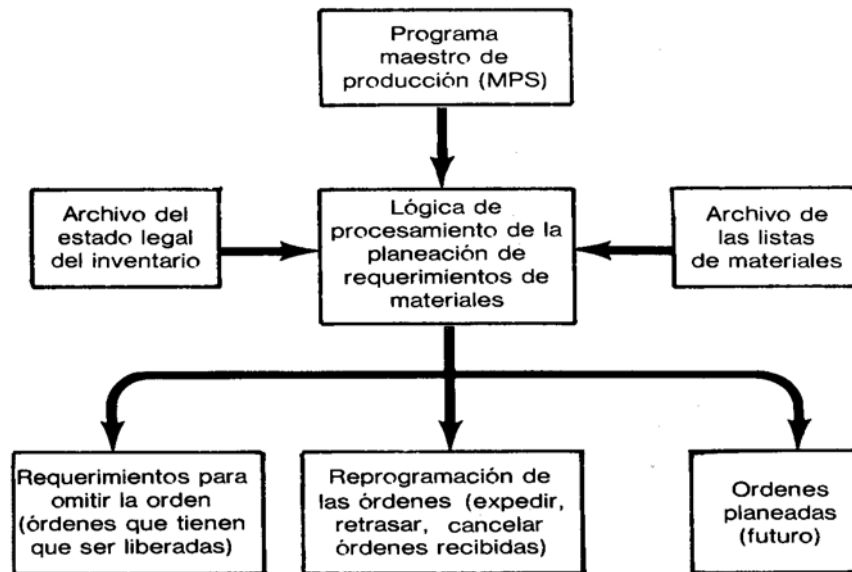 Programa
maestro de
producción (MPS)
Archivo del
estado legal
del inventario
Lógica de
procesamiento de la
planeación de
requerimientos de
materiales
Archivo de
las listas
de materiales
Requerimientos para
omitir la orden
(órdenes que tienen
que ser liberadas)
Reprogramación de
las órdenes (expedir,
retrasar, cancelar
órdenes recibidas)
Ordenes
planeadas
(futuro)